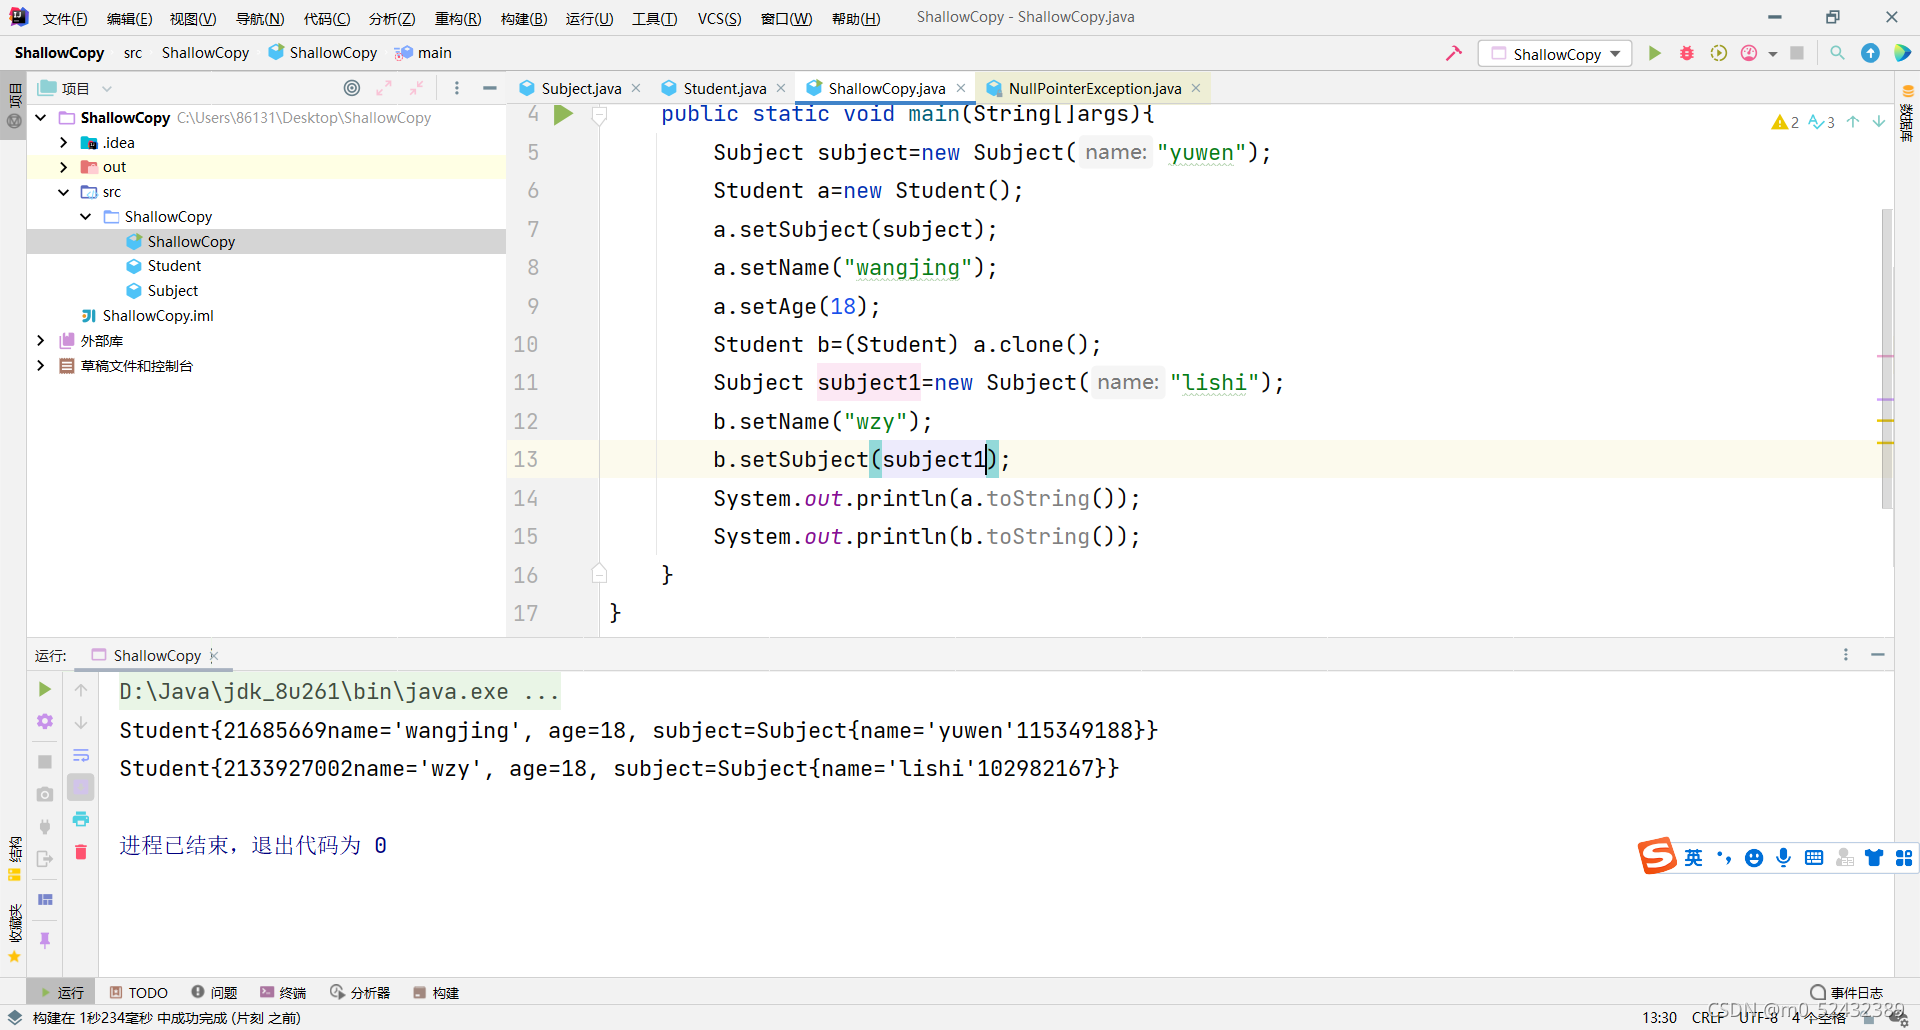 文件(F) 编辑(E) 视图(V) 导航(N) 代码(C) 分析(Z) 重构(R) 构建(B) 运行(U) 工具(T) VCS(S) 窗口(W) 帮助(H) ShallowCopy - ShallowCopy.java
ShallowCopy src ShallowCopy ShallowCopy main ShallowCopy
项目 项目 Subject.java Student.java ShallowCopy.java NullPointerException.java
ShallowCopy C:\Users\86131\Desktop\ShallowCopy
.idea
out
src
ShallowCopy
ShallowCopy
Student
Subject
ShallowCopy.iml
外部库
草稿文件和控制台
数据库
2 3
4 public static void main(String[]args){
5 Subject subject=new Subject( name: "yuwen");
6 Student a=new Student();
7 a.setSubject(subject);
8 a.setName("wangjing");
9 a.setAge(18);
10 Student b=(Student) a.clone();
11 Subject subject1=new Subject( name: "lishi");
12 b.setName("wzy");
13 b.setSubject(subject1);
14 System.out.println(a.toString());
15 System.out.println(b.toString());
16 }
17 }
运行: ShallowCopy
D:\Java\jdk_8u261\bin\java.exe ...
Student{21685669name='wangjing', age=18, subject=Subject{name='yuwen'115349188}}
Student{2133927002name='wzy', age=18, subject=Subject{name='lishi'102982167}}
进程已结束，退出代码为 0
结构
收藏夹
英
运行 TODO 问题 终端 分析器 构建 事件日志
构建在 1秒234毫秒 中成功完成 (片刻 之前) 13:30 CRLF UTF-8 4 个空格
CSDN @m0_52432389